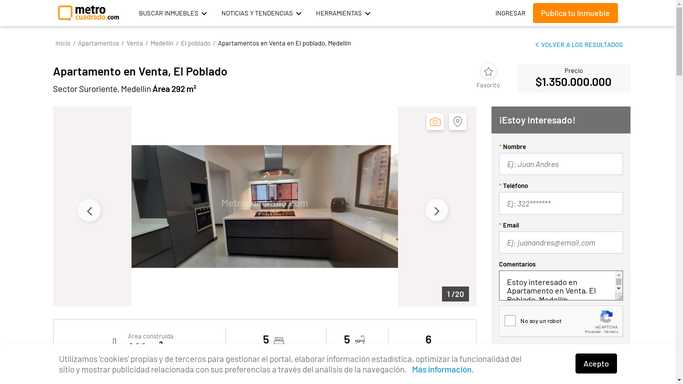 metro
cuadrado.com
BUSCAR INMUEBLES
NOTICIAS Y TENDENCIAS
HERRAMIENTAS
INGRESAR
Publica tu Inmueble
Inicio / Apartamentos / Venta / Medellín / El poblado / Apartamentos en Venta en El poblado, Medellín
VOLVER A LOS RESULTADOS
Apartamento en Venta, El Poblado
Sector Suroriente, Medellín Área 292 m²
Favorito
Precio
$1.350.000.000
Metrocuadrado.com
1 / 20
¡Estoy Interesado!
* Nombre
Ej: Juan Andres
* Teléfono
Ej: 322*******
* Email
Ej: juanandres@email.com
Comentarios
Estoy interesado en
Apartamento en Venta, El
Poblado, Medellín
No soy un robot
reCAPTCHA
Privacidad - Términos
Área construida
5
5
6
Utilizamos 'cookies' propias y de terceros para gestionar el portal, elaborar información estadística, optimizar la funcionalidad del
sitio y mostrar publicidad relacionada con sus preferencias a través del análisis de la navegación. Más información.
Acepto